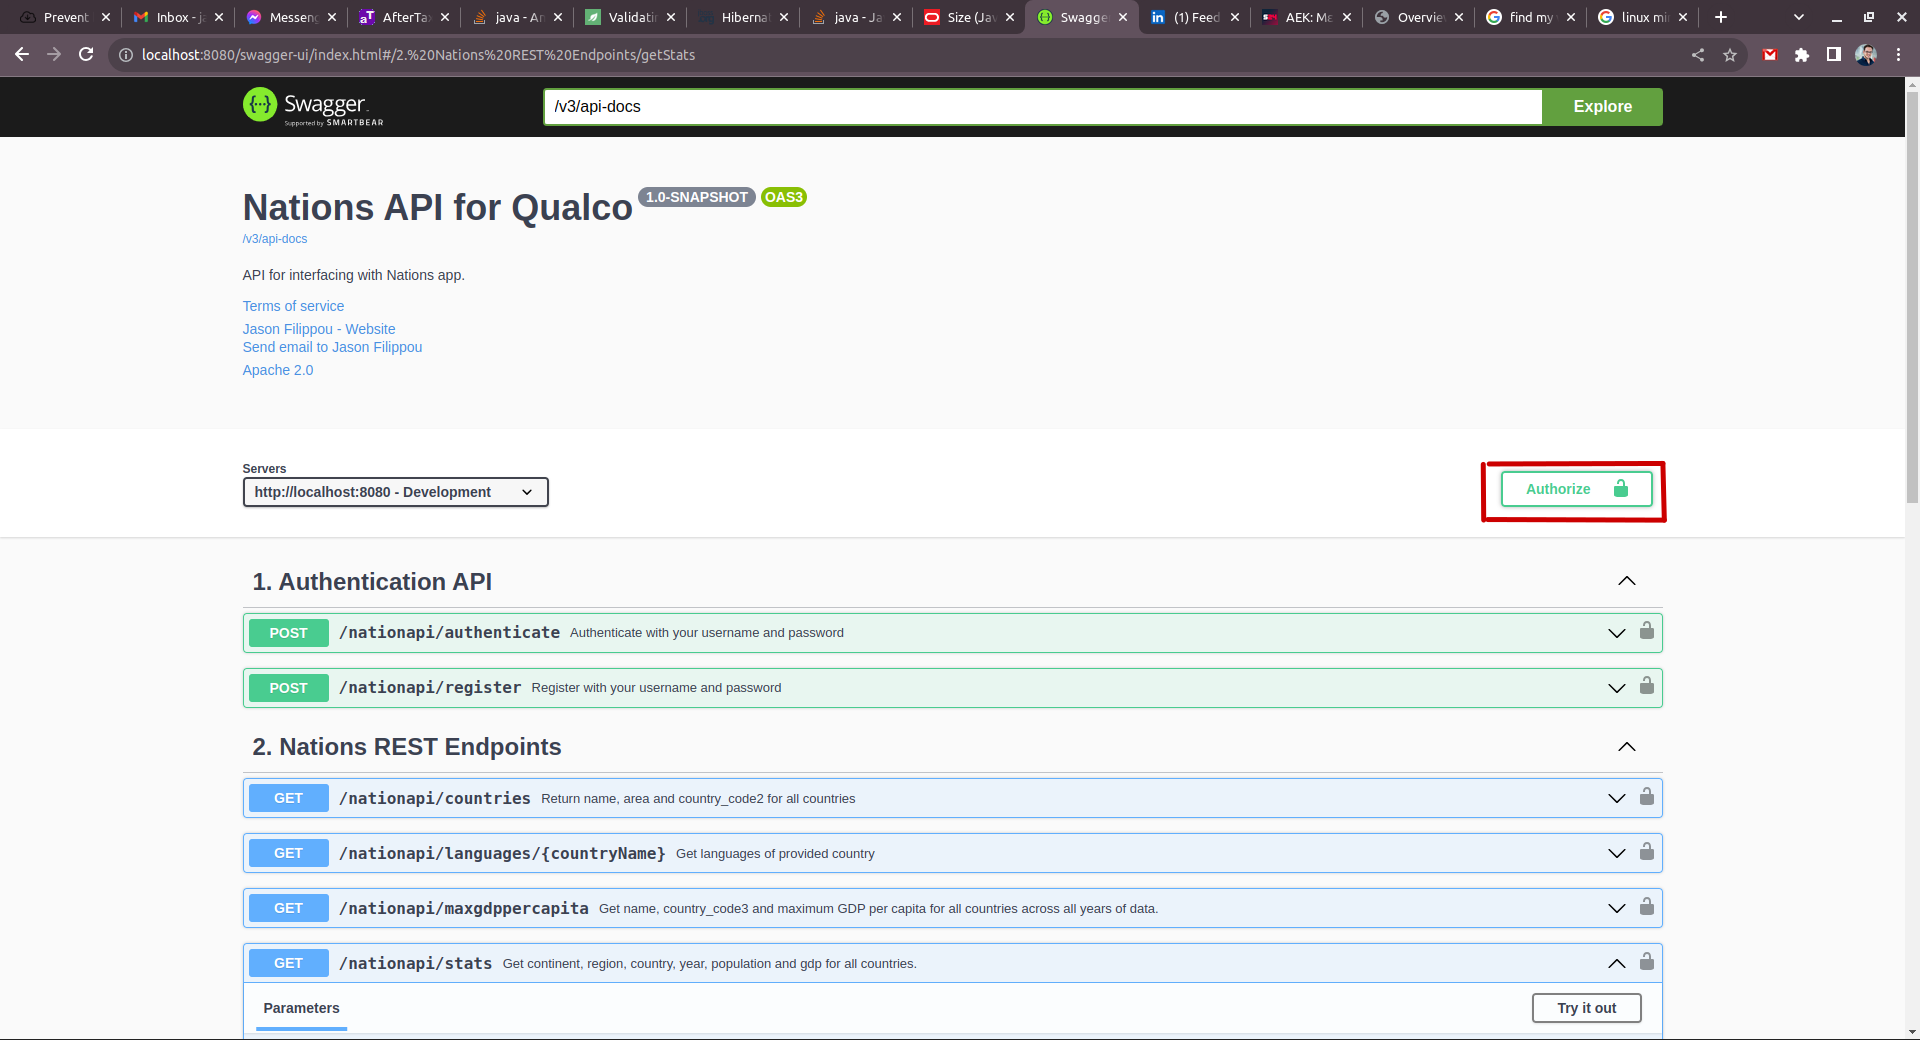 Prevent
Inbox - ja
Messeng
AfterTax
java - An
Validatin
Hibernat
java - Ja
Size (Jav
Swagge
(1) Feed
AEK: Μα
Overvie
find my
linux mi
localhost:8080/swagger-ui/index.html#/2.%20Nations%20REST%20Endpoints/getStats
Swagger
Supported by SMARTBEAR
/v3/api-docs
Explore
Nations API for Qualco 1.0-SNAPSHOT OAS3
/v3/api-docs
API for interfacing with Nations app.
Terms of service
Jason Filippou - Website
Send email to Jason Filippou
Apache 2.0
Servers
http://localhost:8080 - Development
Authorize
1. Authentication API
POST /nationapi/authenticate Authenticate with your username and password
POST /nationapi/register Register with your username and password
2. Nations REST Endpoints
GET /nationapi/countries Return name, area and country_code2 for all countries
GET /nationapi/languages/{countryName} Get languages of provided country
GET /nationapi/maxgdppercapita Get name, country_code3 and maximum GDP per capita for all countries across all years of data.
GET /nationapi/stats Get continent, region, country, year, population and gdp for all countries.
Parameters
Try it out